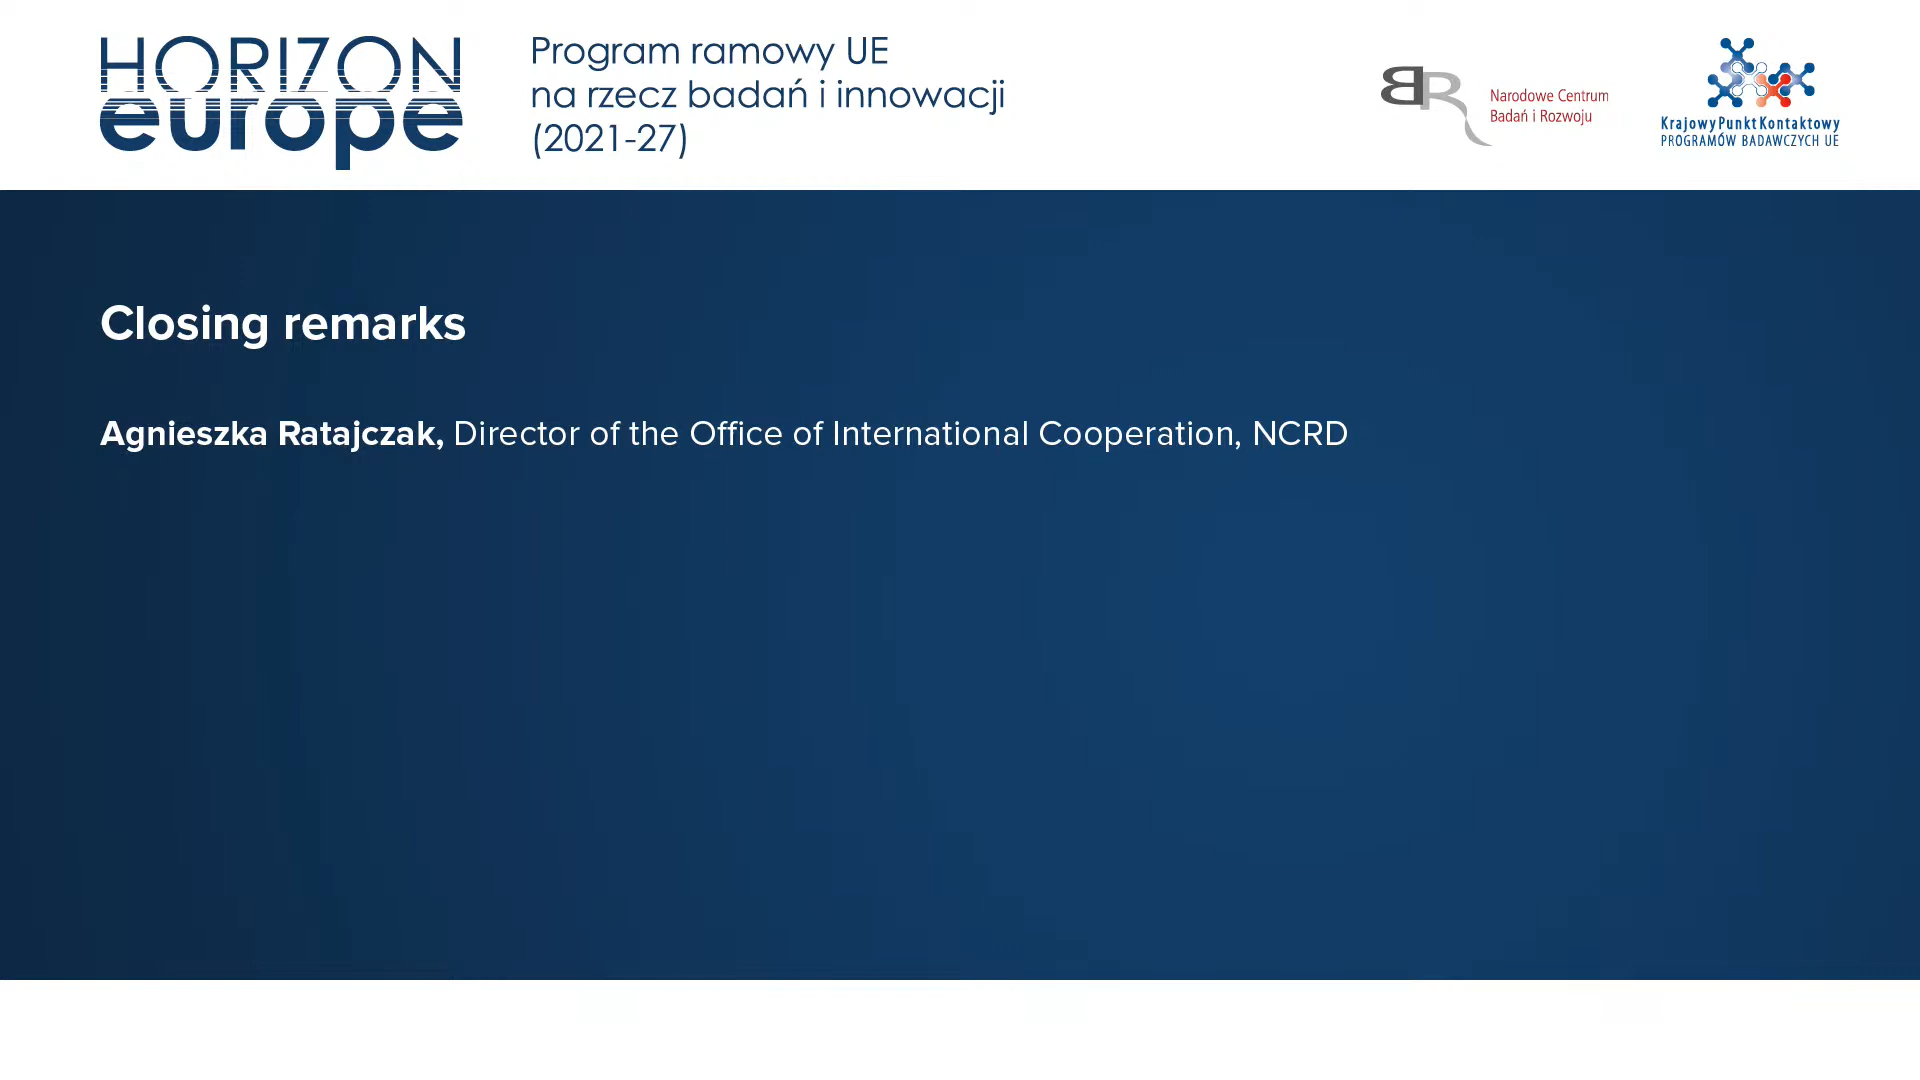 HORIZON
europe
Program ramowy UE
na rzecz badań i innowacji
(2021-27)
BR
Narodowe Centrum
Badań i Rozwoju
Krajowy Punkt Kontaktowy
PROGRAMÓW BADAWCZYCH UE
Closing remarks
Agnieszka Ratajczak, Director of the Office of International Cooperation, NCRD